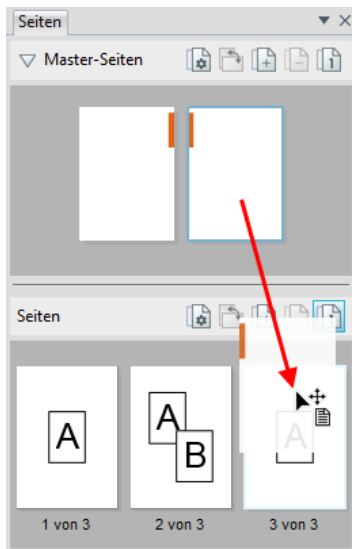 Seiten
Master-Seiten
Seiten
A
A
B
A
1 von 3
2 von 3
3 von 3